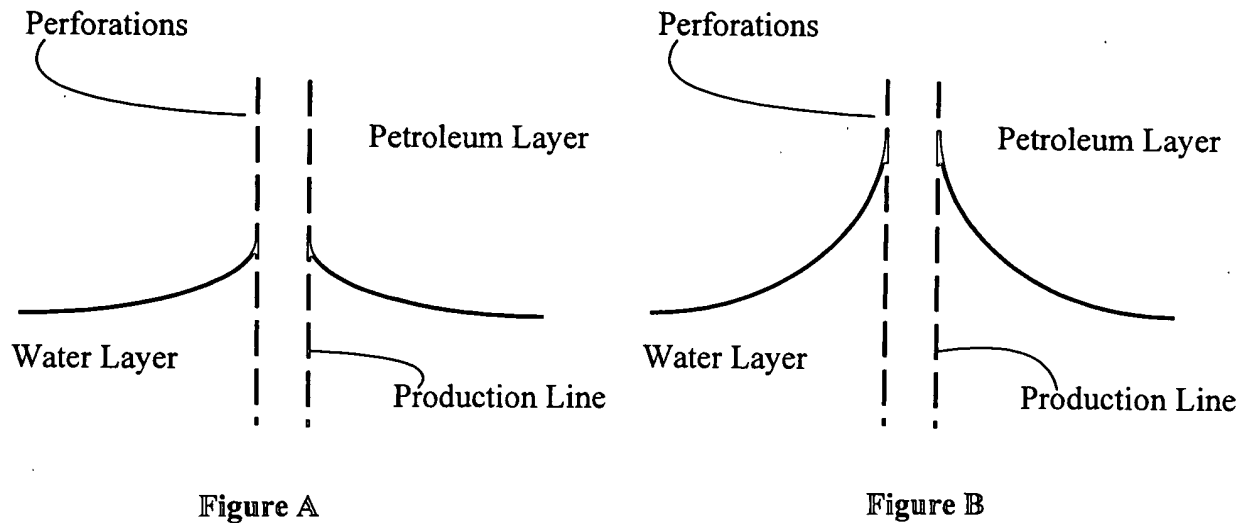 Perforations
Petroleum Layer
Water Layer
Production Line
Figure A
Perforations
Petroleum Layer
Water Layer
Production Line
Figure B